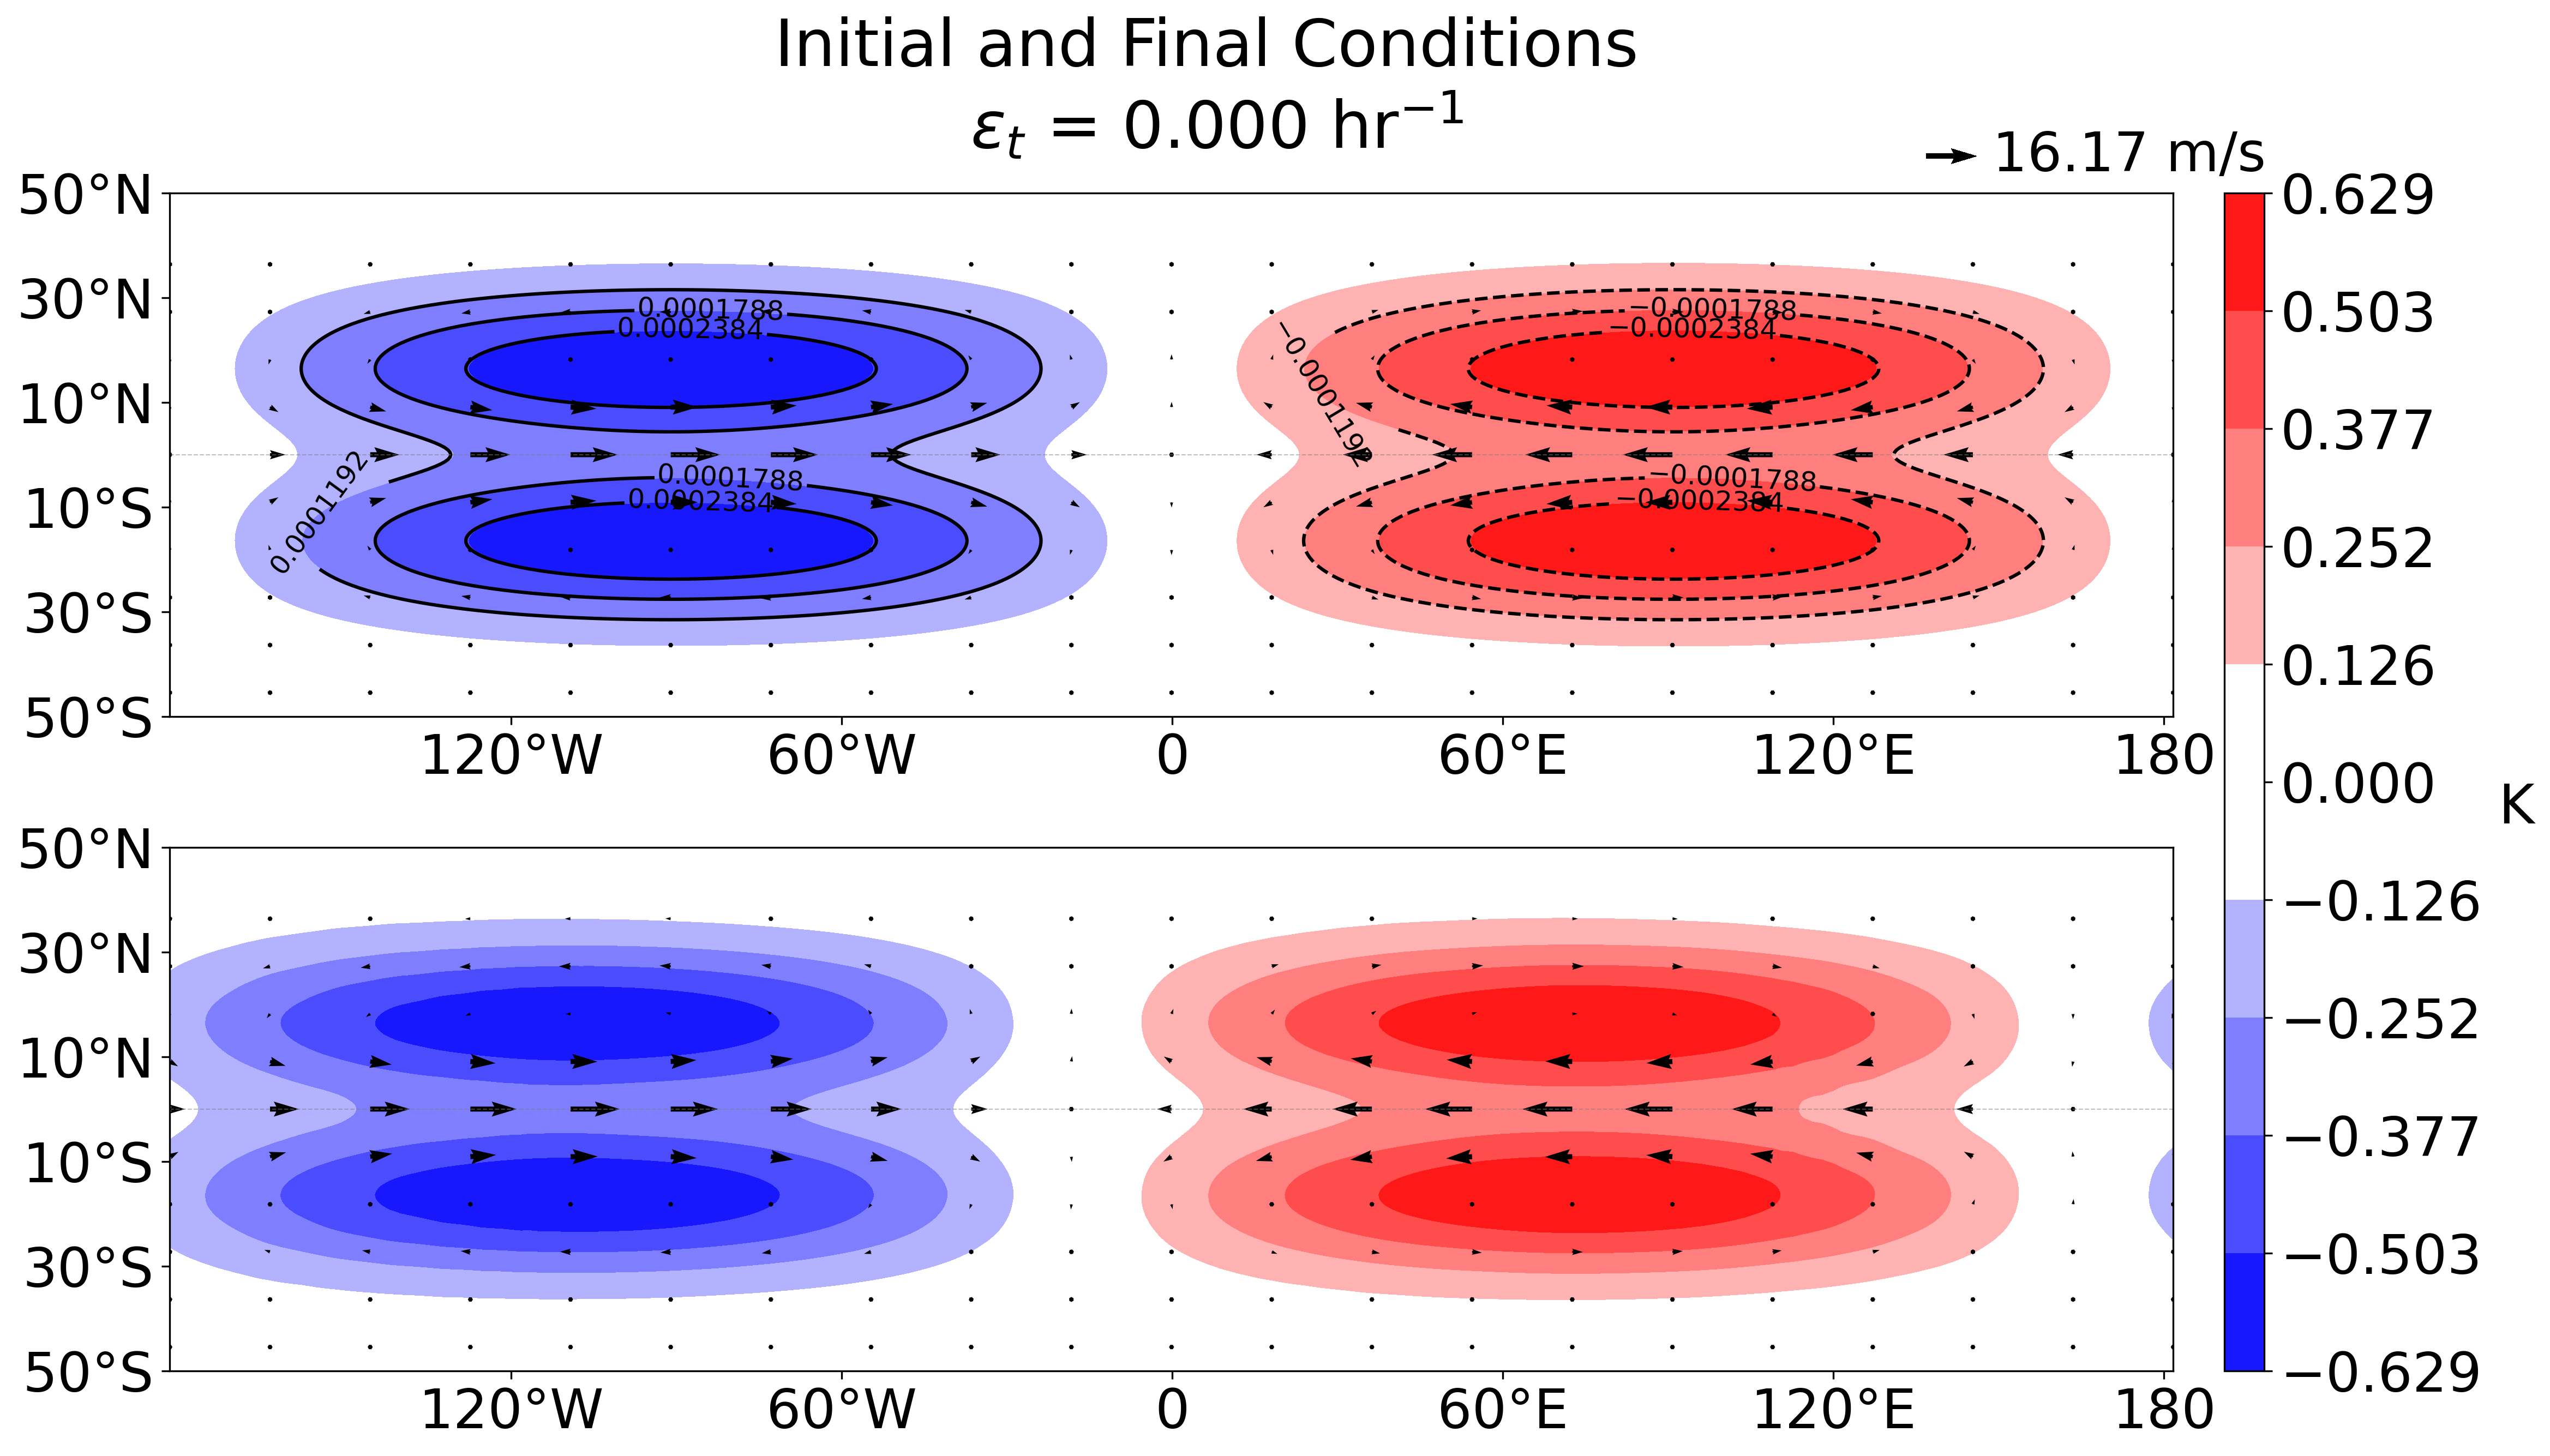 Initial and Final Conditions
εt = 0.000 hr−1
16.17 m/s
50°N
30°N
10°N
10°S
30°S
50°S
0.0001788
0.0002384
0.0001192
0.0001788
0.0002384
−0.0001788
−0.0002384
−0.0001192
−0.0001788
−0.0002384
120°W 60°W 0 60°E 120°E 180
50°N
30°N
10°N
10°S
30°S
50°S
120°W 60°W 0 60°E 120°E 180
0.629
0.503
0.377
0.252
0.126
0.000
−0.126
−0.252
−0.377
−0.503
−0.629
K